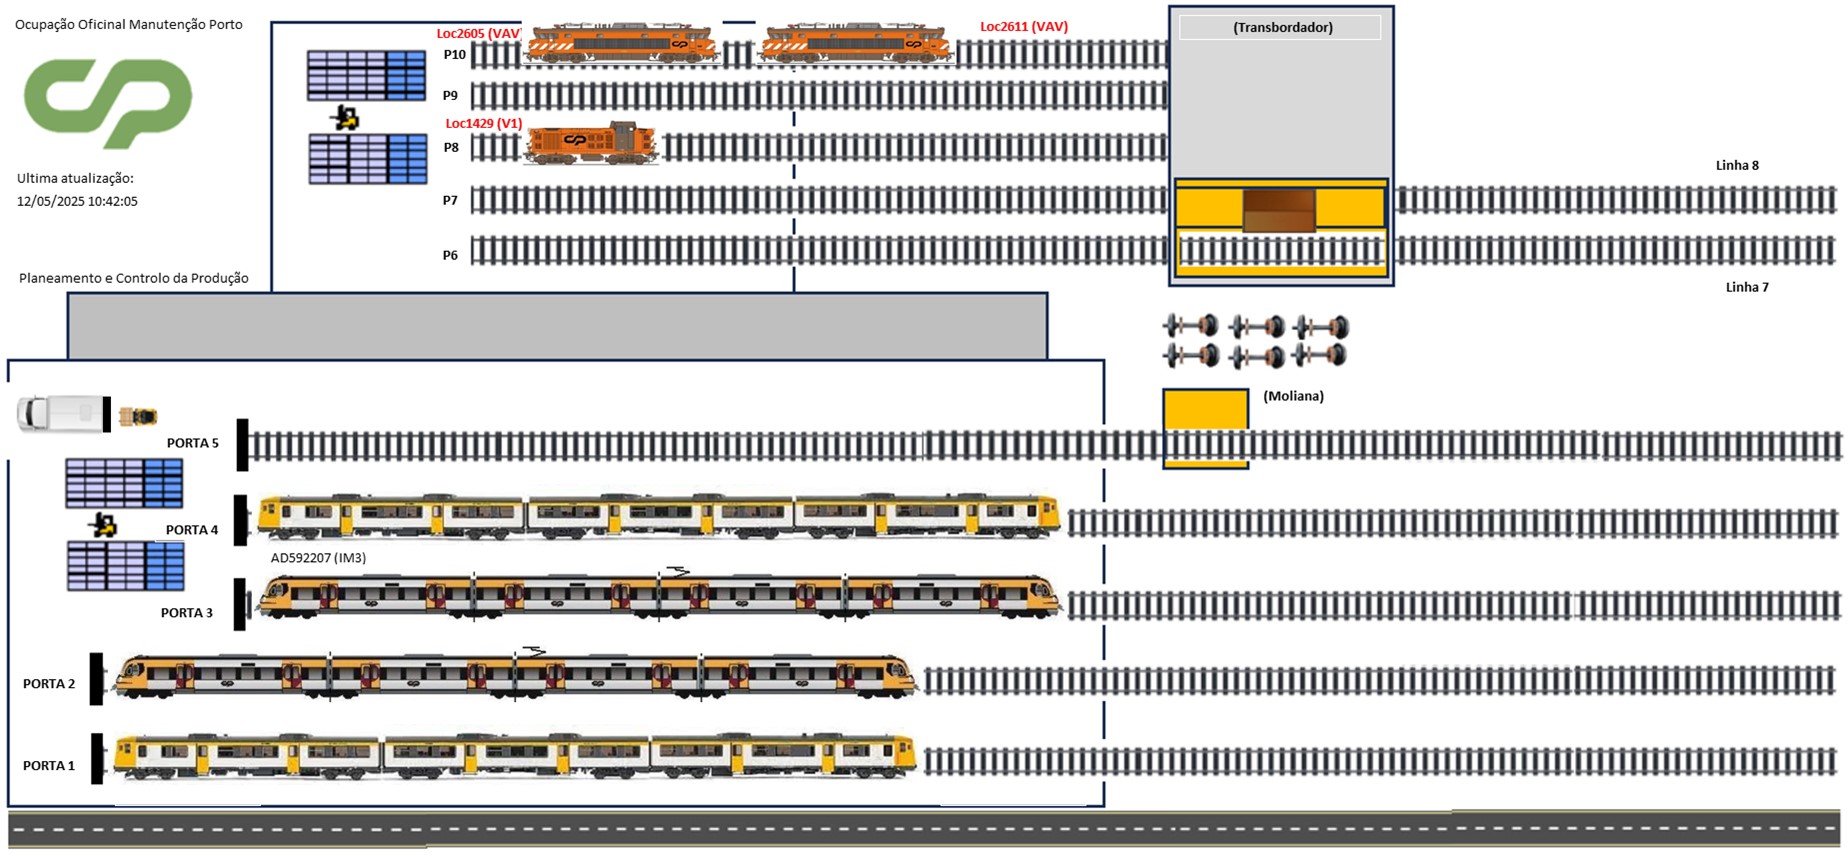 Ocupação Oficinal Manutenção Porto
Ultima atualização:
12/05/2025 10:42:05
Planeamento e Controlo da Produção
Loc2605 (VAV)
Loc2611 (VAV)
P10
P9
Loc1429 (V1)
P8
P7
P6
(Transbordador)
Linha 8
Linha 7
(Moliana)
PORTA 5
PORTA 4
AD592207 (IM3)
PORTA 3
PORTA 2
PORTA 1